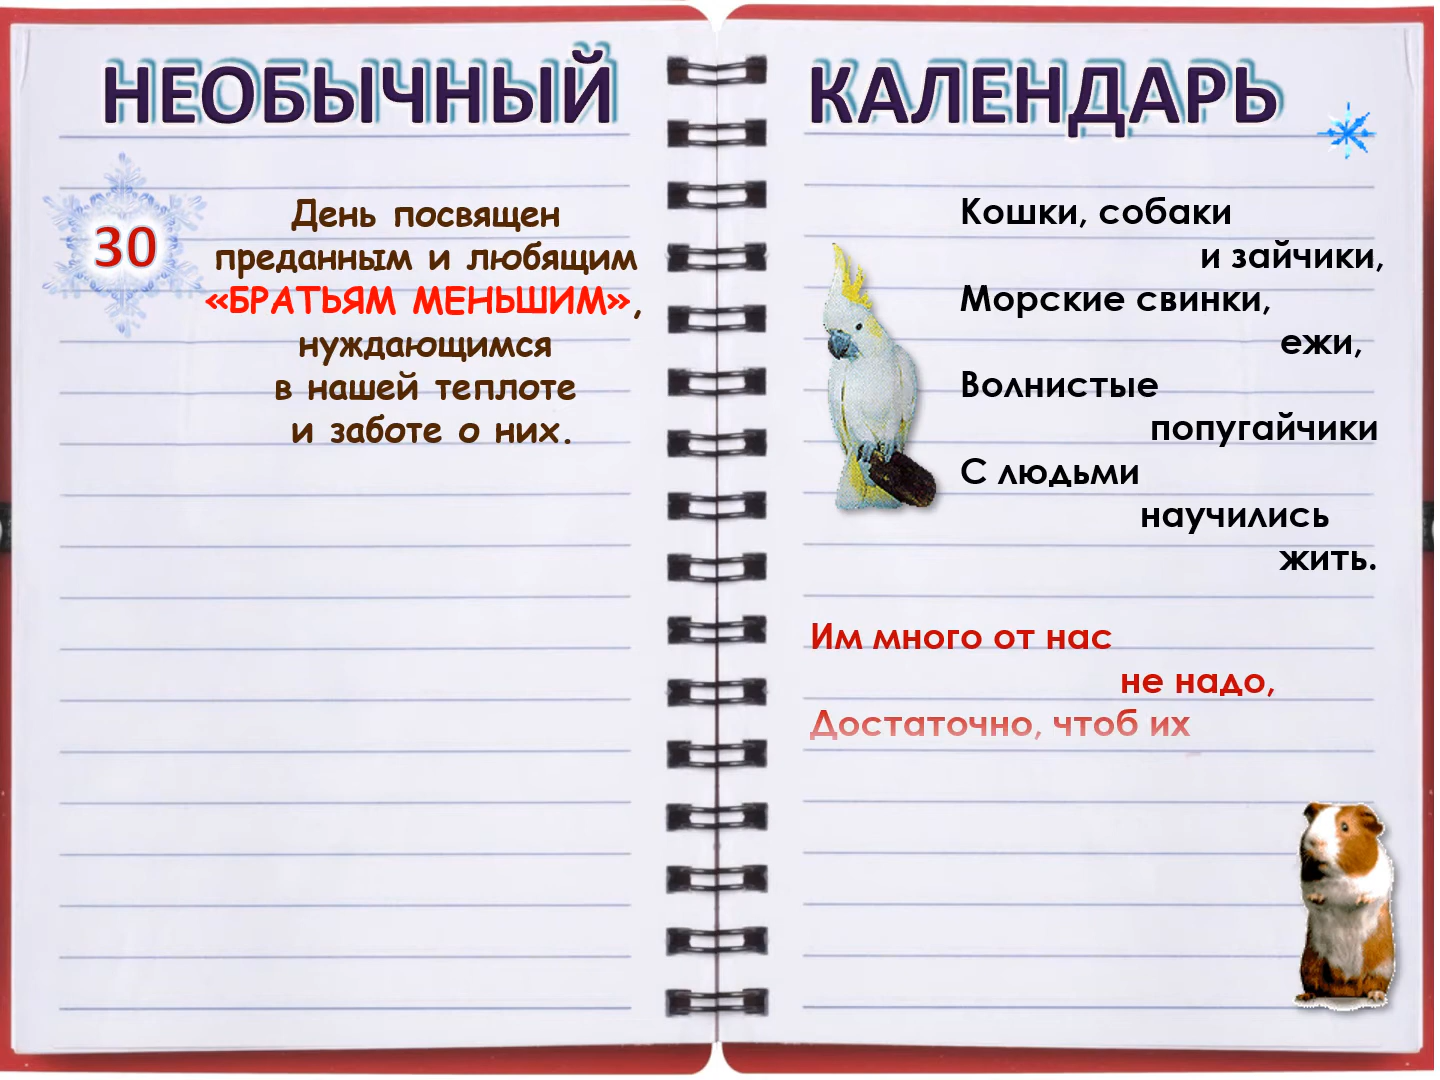 НЕОБЫЧНЫЙ КАЛЕНДАРЬ
30
День посвящен
преданным и любящим
«БРАТЬЯМ МЕНЬШИМ»,
нуждающимся
в нашей теплоте
и заботе о них.
Кошки, собаки
и зайчики,
Морские свинки,
ежи,
Волнистые
попугайчики
С людьми
научились
жить.
Им много от нас
не надо,
Достаточно, чтоб их